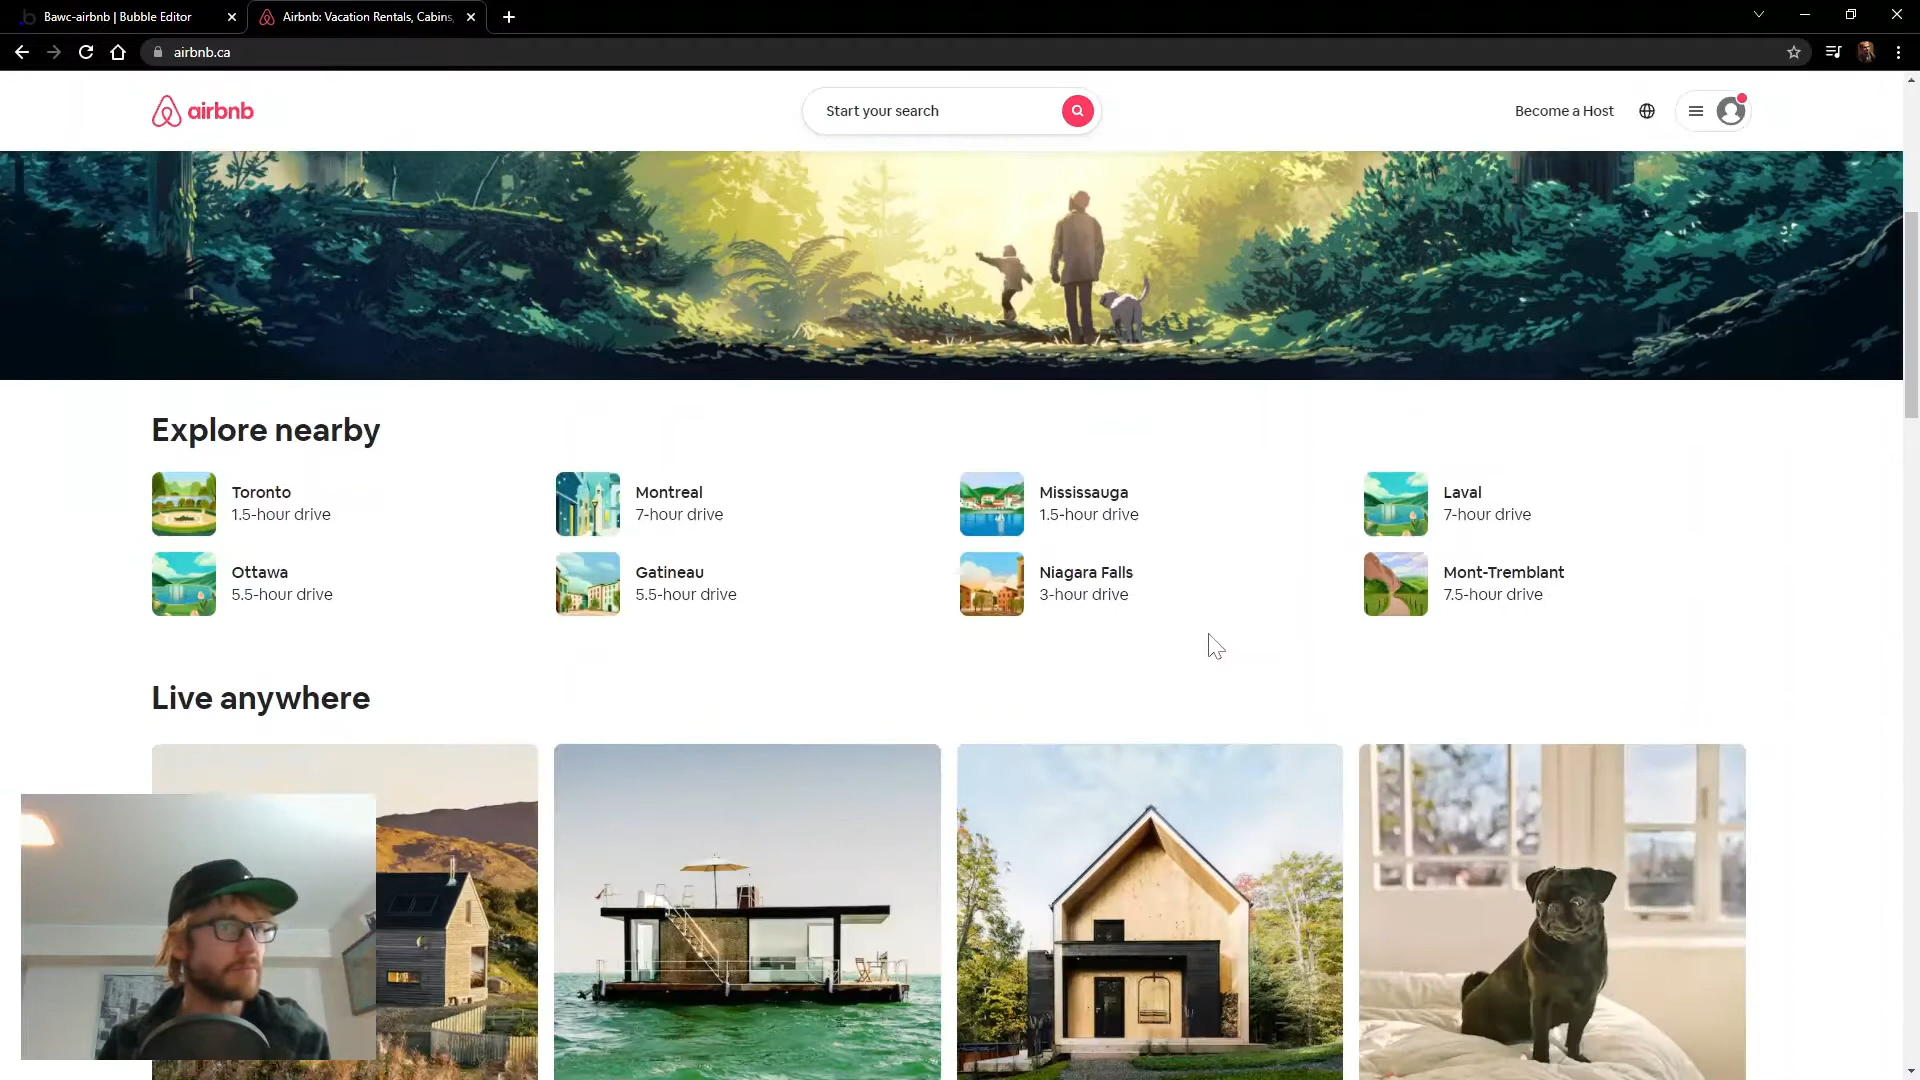 Bawc-airbnb | Bubble Editor
Airbnb: Vacation Rentals, Cabins,
airbnb.ca
airbnb
Start your search
Become a Host
Explore nearby
Toronto
1.5-hour drive
Montreal
7-hour drive
Mississauga
1.5-hour drive
Laval
7-hour drive
Ottawa
5.5-hour drive
Gatineau
5.5-hour drive
Niagara Falls
3-hour drive
Mont-Tremblant
7.5-hour drive
Live anywhere